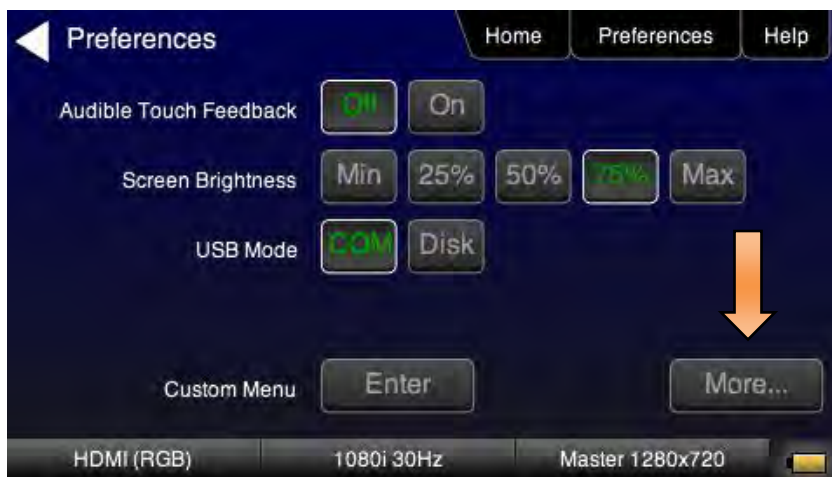 Preferences Home Preferences Help
Audible Touch Feedback Off On
Screen Brightness Min 25% 50% 75% Max
USB Mode COM Disk
Custom Menu Enter More...
HDMI (RGB) 1080i 30Hz Master 1280x720